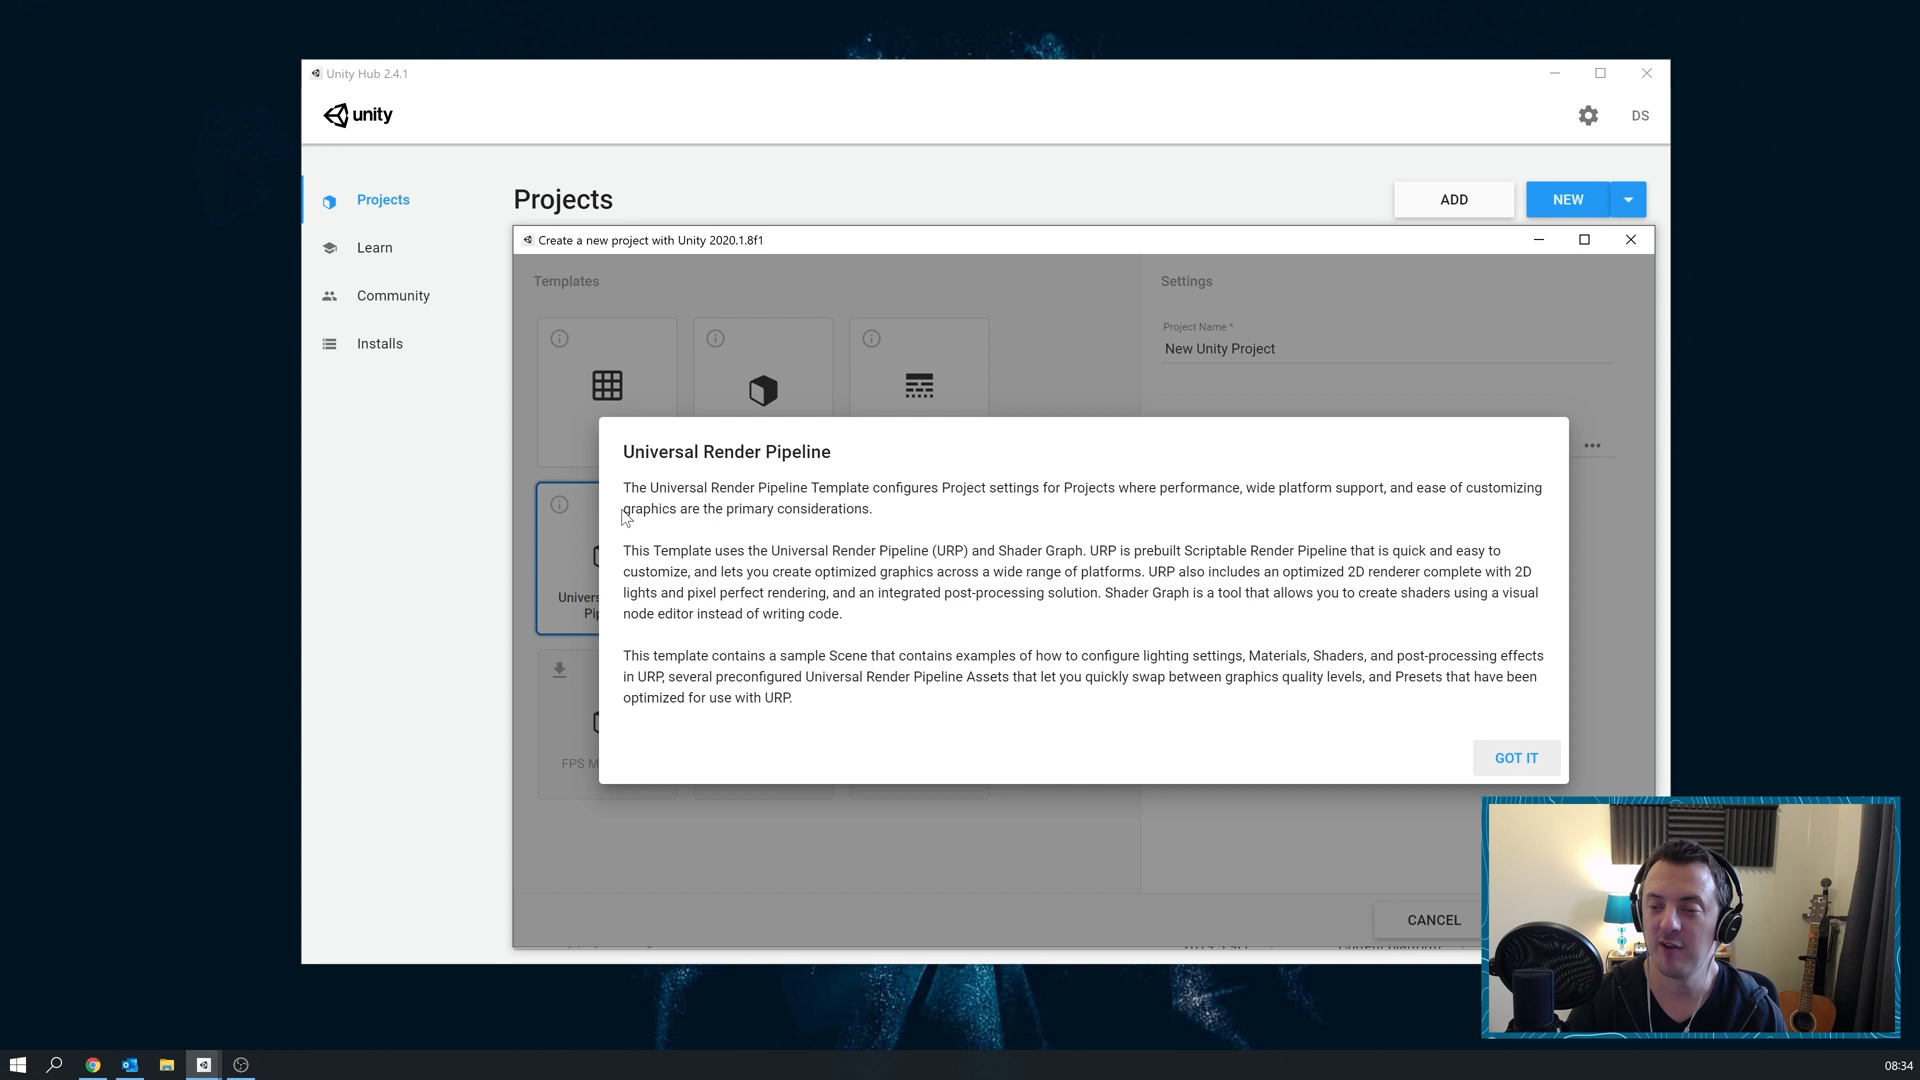 Unity Hub 2.4.1
unity
DS
Projects
Learn
Community
Installs
Projects
ADD
NEW
Create a new project with Unity 2020.1.8f1
Templates
Settings
Project Name *
New Unity Project
Universal Render Pipeline
The Universal Render Pipeline Template configures Project settings for Projects where performance, wide platform support, and ease of customizing
graphics are the primary considerations.
This Template uses the Universal Render Pipeline (URP) and Shader Graph. URP is prebuilt Scriptable Render Pipeline that is quick and easy to
customize, and lets you create optimized graphics across a wide range of platforms. URP also includes an optimized 2D renderer complete with 2D
lights and pixel perfect rendering, and an integrated post-processing solution. Shader Graph is a tool that allows you to create shaders using a visual
node editor instead of writing code.
This template contains a sample Scene that contains examples of how to configure lighting settings, Materials, Shaders, and post-processing effects
in URP, several preconfigured Universal Render Pipeline Assets that let you quickly swap between graphics quality levels, and Presets that have been
optimized for use with URP.
GOT IT
Univers
Pip
FPS M
CANCEL
08:34